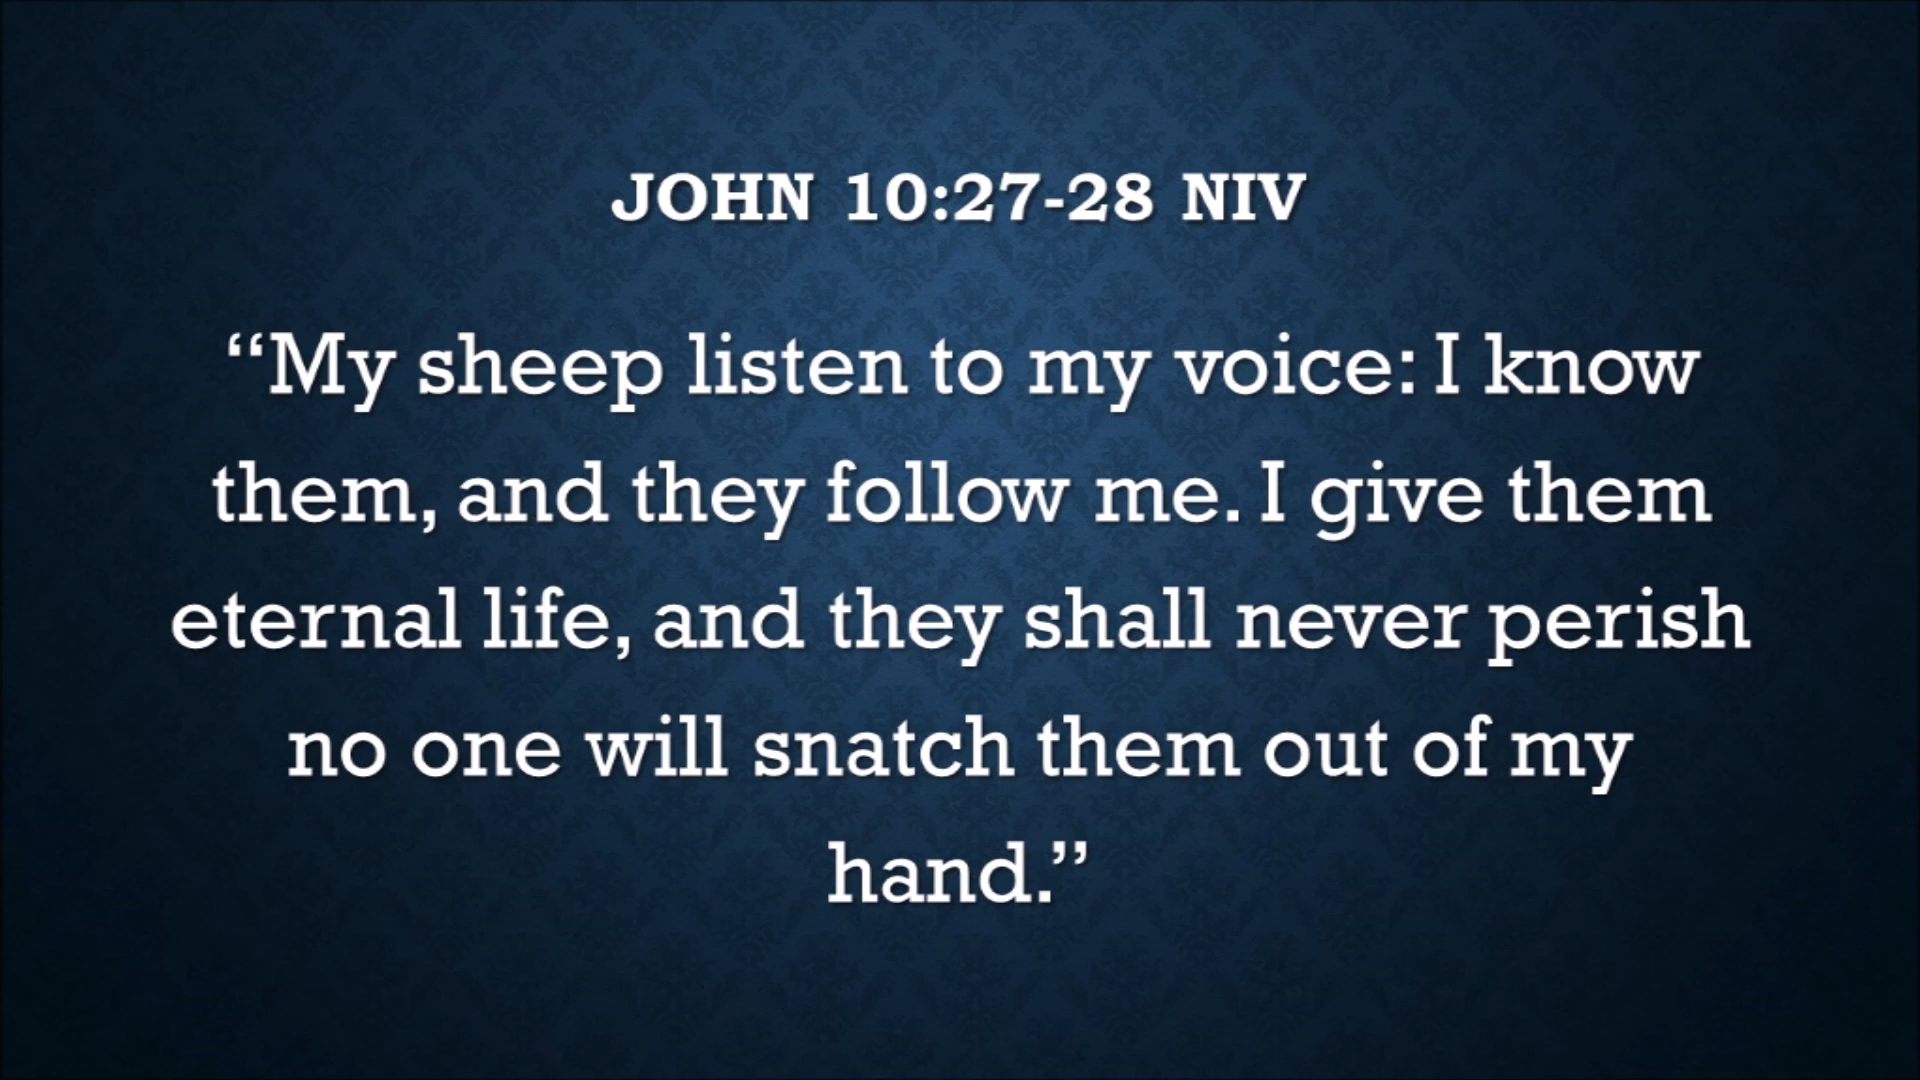 JOHN 10:27-28 NIV
“My sheep listen to my voice: I know
them, and they follow me. I give them
eternal life, and they shall never perish
no one will snatch them out of my
hand.”